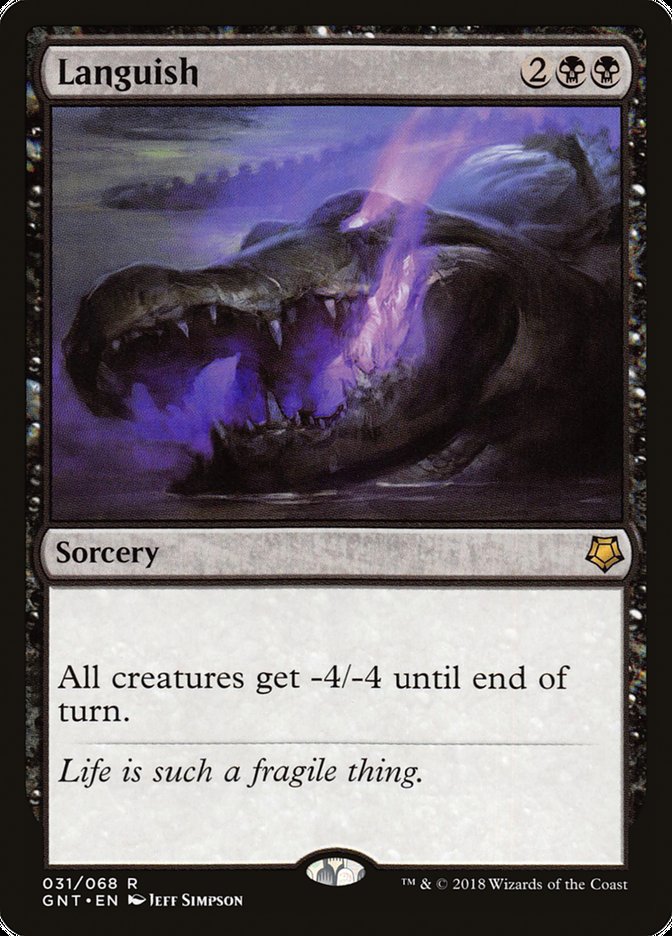 Languish 2
Sorcery
All creatures get -4/-4 until end of
turn.
Life is such a fragile thing.
031/068 R
GNT • EN Jeff Simpson
™ & © 2018 Wizards of the Coast